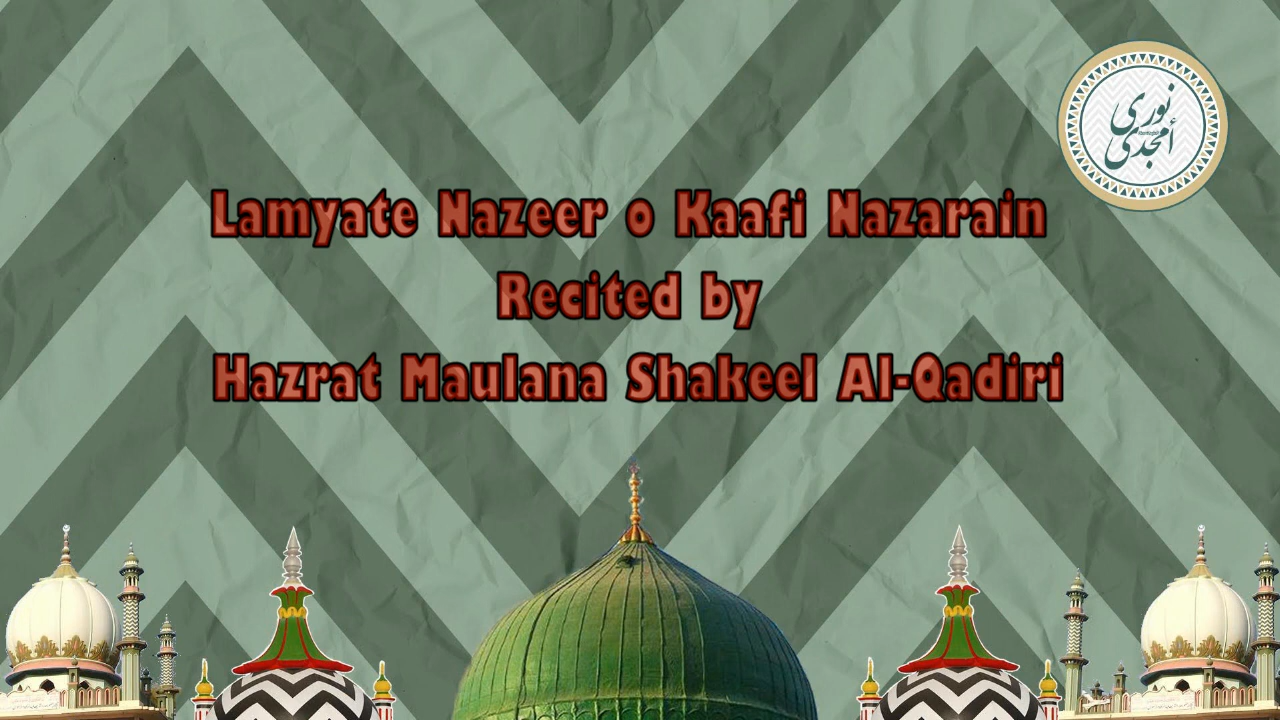 Lamyate Nazeer o Kaafi Nazarain
Recited by
Hazrat Maulana Shakeel Al-Qadiri
نوری
أمجدی